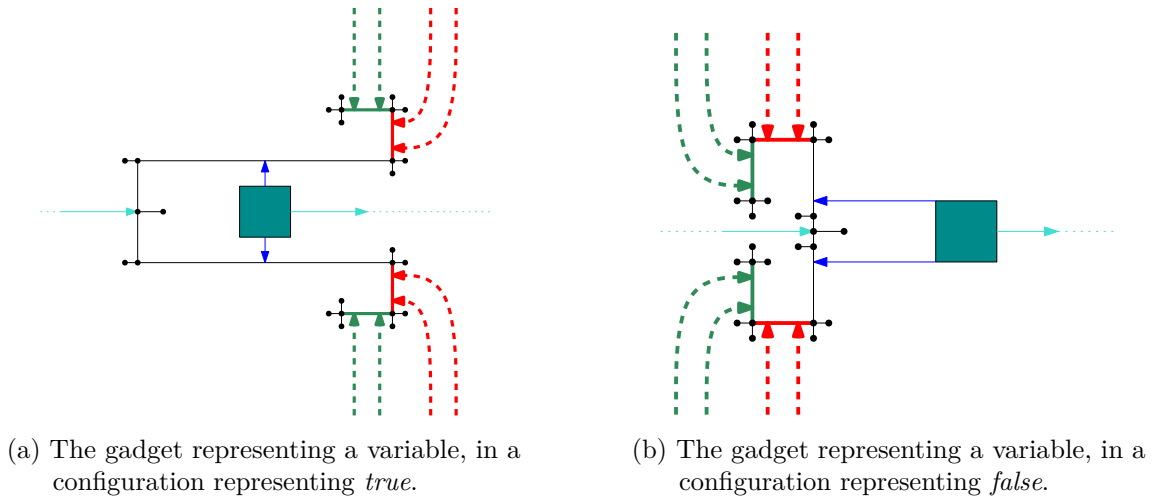 (a) The gadget representing a variable, in a
configuration representing true.
(b) The gadget representing a variable, in a
configuration representing false.